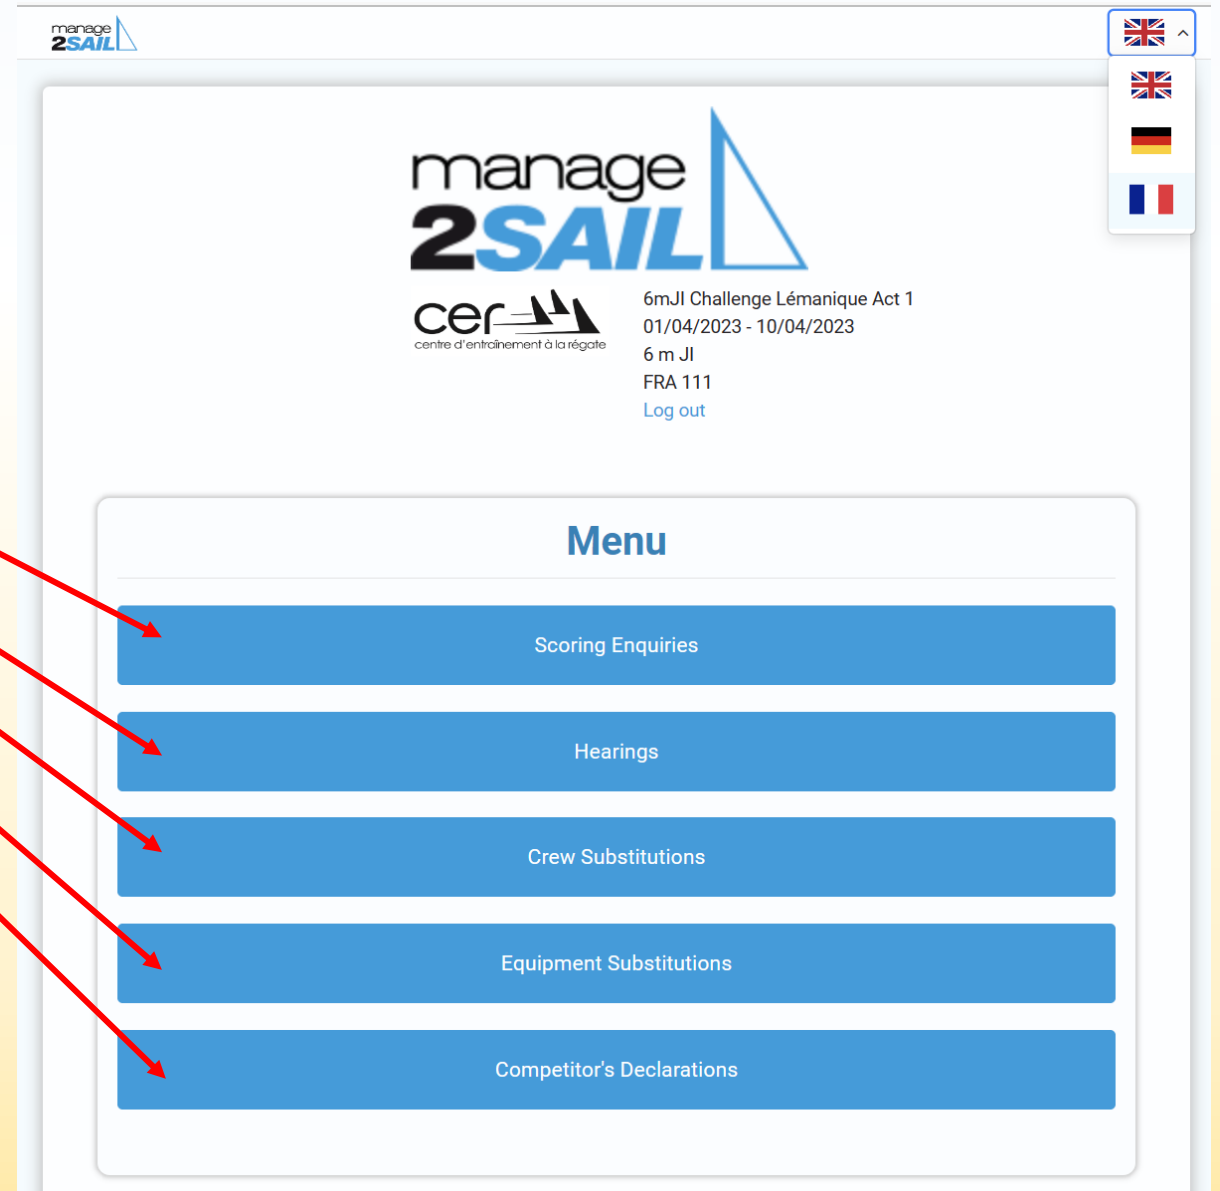 manage
2SAIL
manage
2SAIL
cer
centre d'entraînement à la régate
6mJI Challenge Lémanique Act 1
01/04/2023 - 10/04/2023
6 m JI
FRA 111
Log out
Menu
Scoring Enquiries
Hearings
Crew Substitutions
Equipment Substitutions
Competitor's Declarations